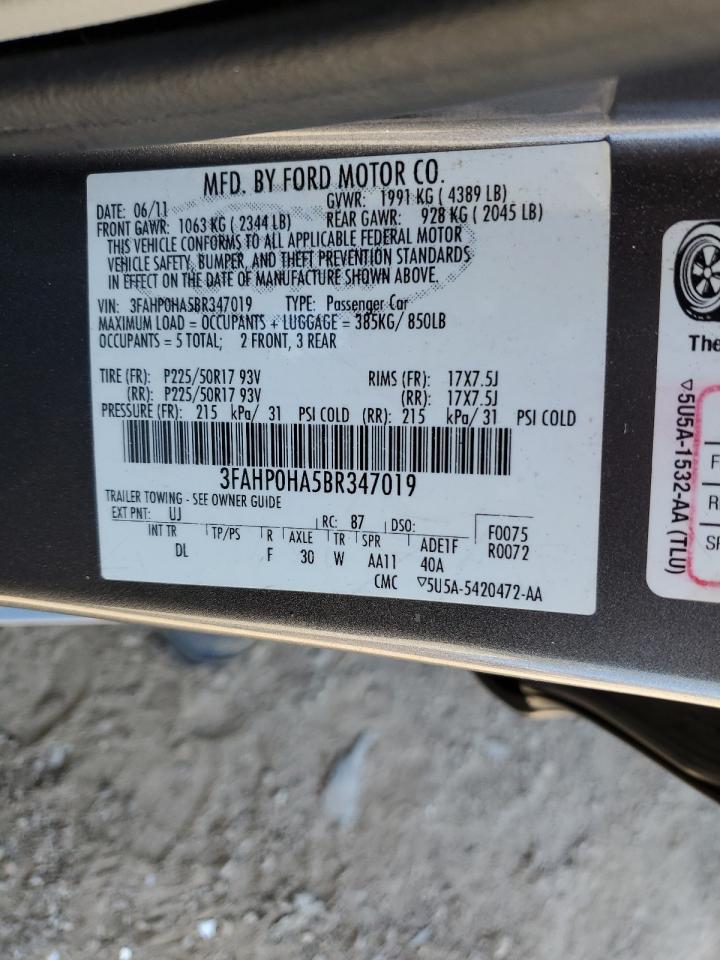 MFD. BY FORD MOTOR CO.
DATE: 06/11 GVWR: 1991 KG ( 4389 LB)
FRONT GAWR: 1063 KG ( 2344 LB) REAR GAWR: 928 KG ( 2045 LB)
THIS VEHICLE CONFORMS TO ALL APPLICABLE FEDERAL MOTOR
VEHICLE SAFETY, BUMPER, AND THEFT PREVENTION STANDARDS
IN EFFECT ON THE DATE OF MANUFACTURE SHOWN ABOVE.
VIN: 3FAHP0HA5BR347019 TYPE: Passenger Car
MAXIMUM LOAD = OCCUPANTS + LUGGAGE = 385KG/ 850LB
OCCUPANTS = 5 TOTAL; 2 FRONT, 3 REAR
TIRE (FR): P225/50R17 93V RIMS (FR): 17X7.5J
(RR): P225/50R17 93V (RR): 17X7.5J
PRESSURE (FR): 215 kPa/ 31 PSI COLD (RR): 215 kPa/ 31 PSI COLD
3FAHP0HA5BR347019
TRAILER TOWING - SEE OWNER GUIDE
EXT PNT: UJ RC: 87 DSO: F0075
INT TR TP/PS R AXLE TR SPR ADE1F R0072
DL F 30 W AA11 40A
CMC ▽5U5A-5420472-AA
The
▽5U5A-1532-AA (TLU)
F
R
SP